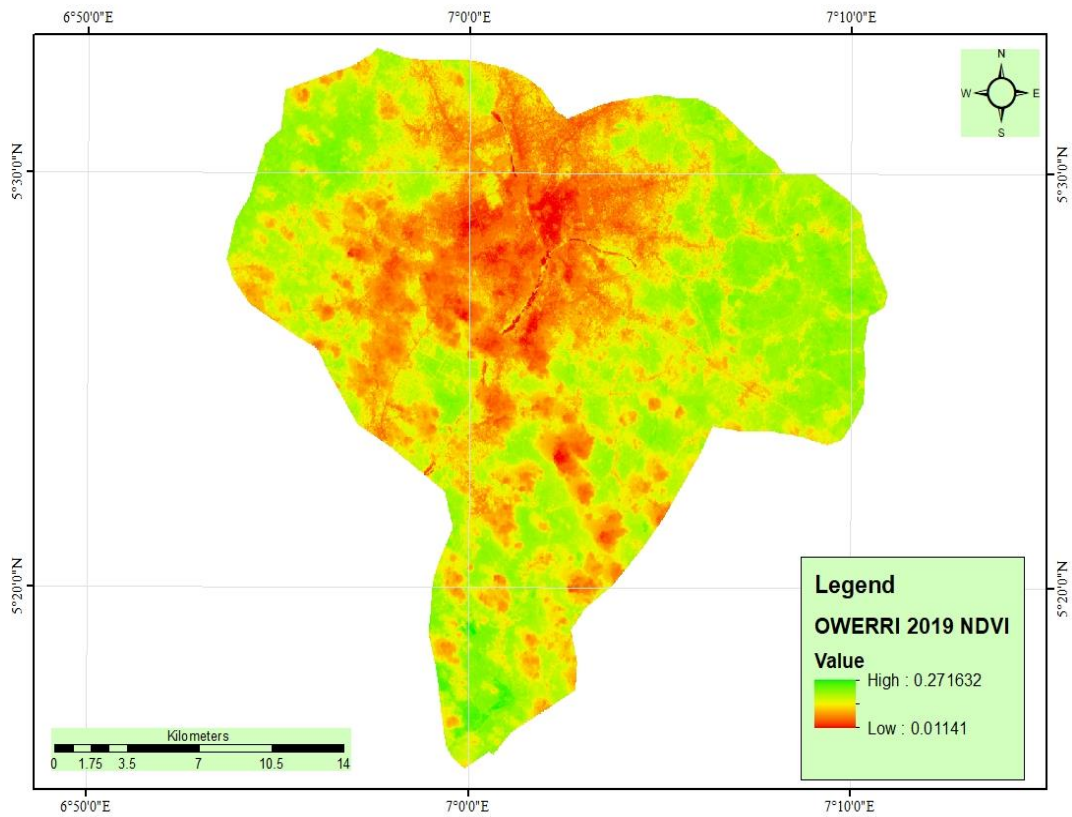 6°50'0"E 7°0'0"E 7°10'0"E
N
W E
S
5°30'0"N 5°30'0"N
Legend
OWERRI 2019 NDVI
Value
High : 0.271632
Low : 0.01141
5°20'0"N 5°20'0"N
Kilometers
0 1.75 3.5 7 10.5 14
6°50'0"E 7°0'0"E 7°10'0"E